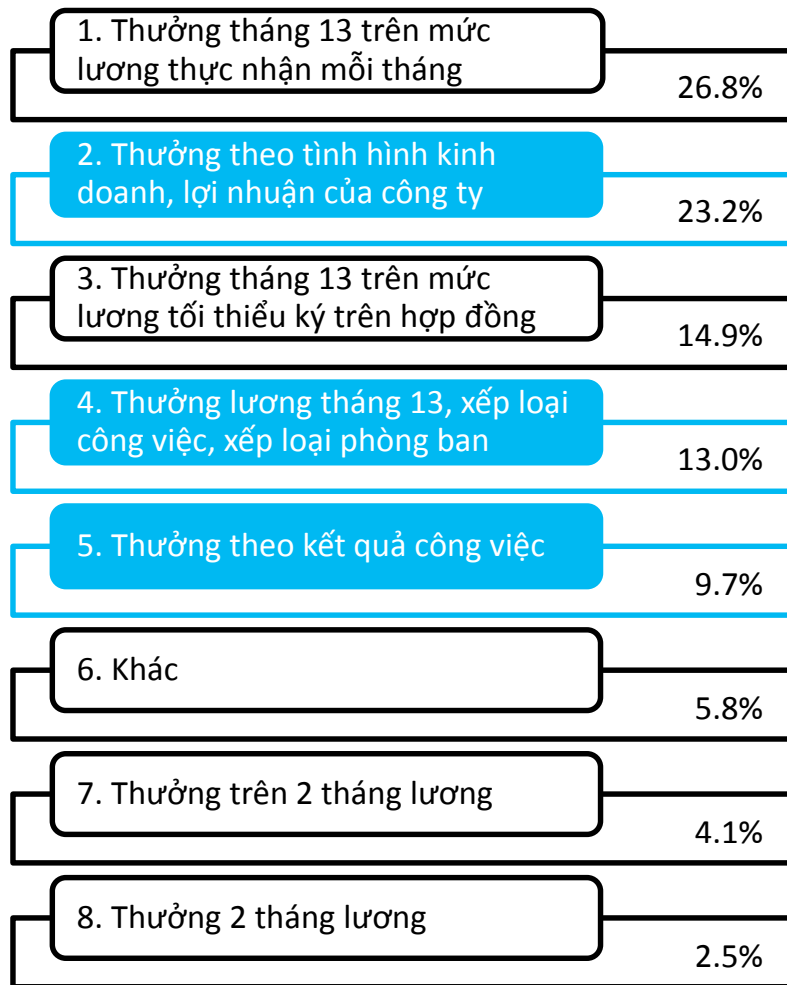 1. Thưởng tháng 13 trên mức
lương thực nhận mỗi tháng
26.8%
2. Thưởng theo tình hình kinh
doanh, lợi nhuận của công ty
23.2%
3. Thưởng tháng 13 trên mức
lương tối thiểu ký trên hợp đồng
14.9%
4. Thưởng lương tháng 13, xếp loại
công việc, xếp loại phòng ban
13.0%
5. Thưởng theo kết quả công việc
9.7%
6. Khác
5.8%
7. Thưởng trên 2 tháng lương
4.1%
8. Thưởng 2 tháng lương
2.5%